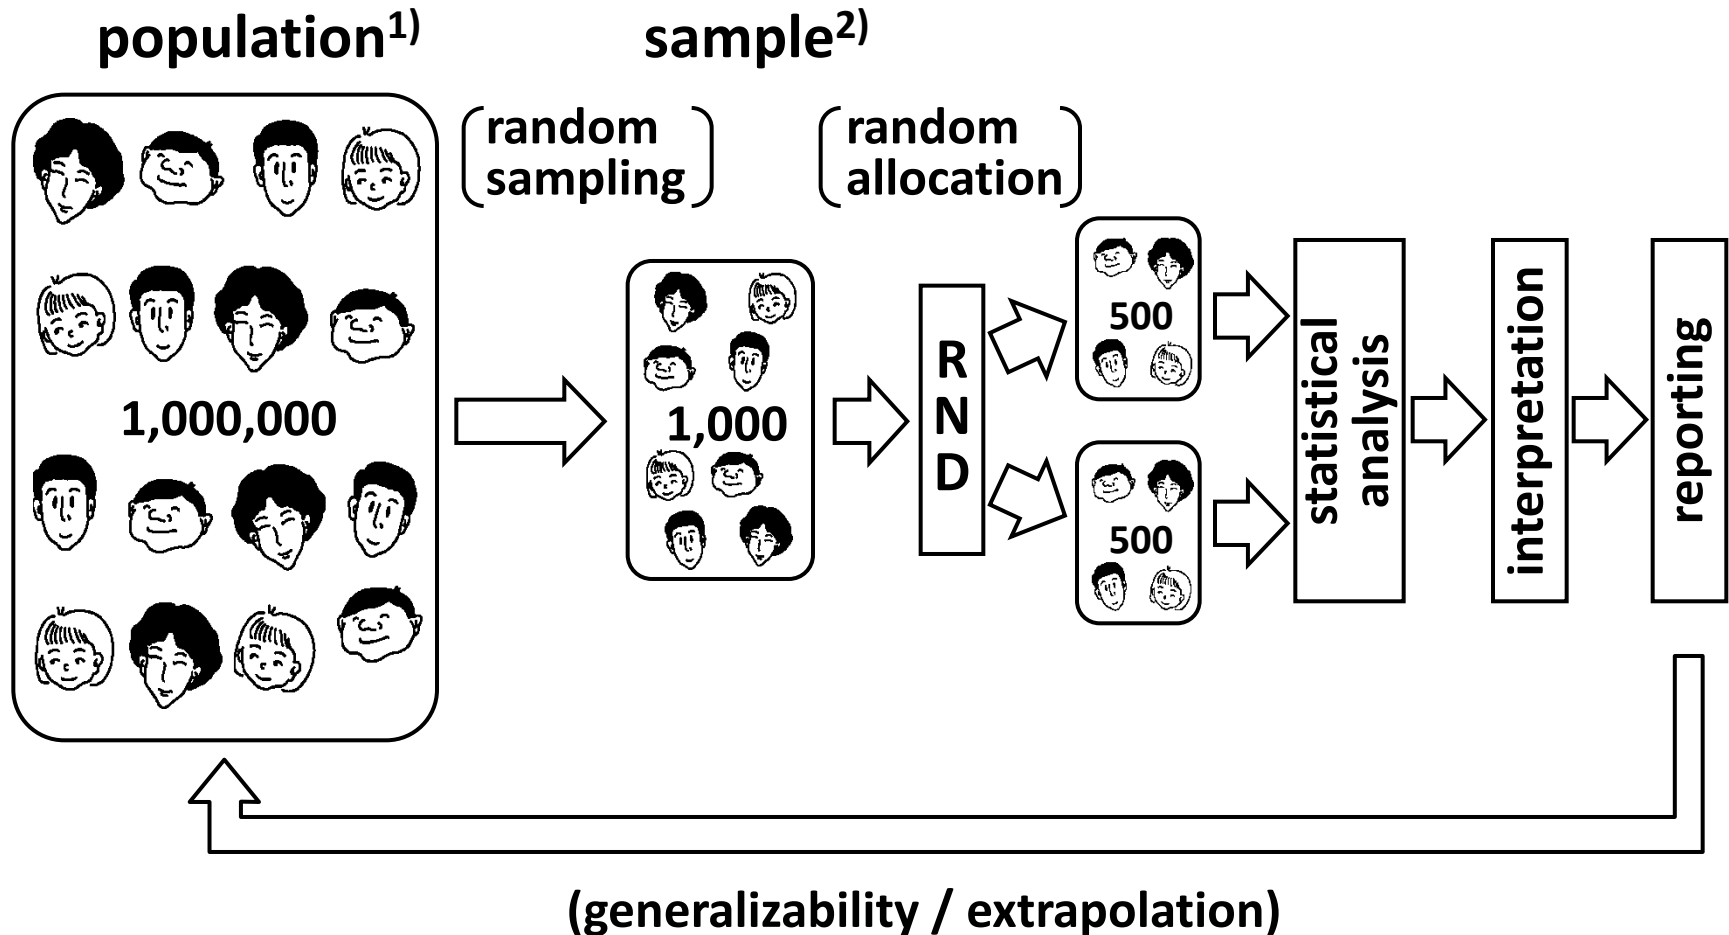 population1)
sample2)
random
sampling
random
allocation
1,000,000
1,000
R
N
D
500
500
statistical
analysis
interpretation
reporting
(generalizability / extrapolation)